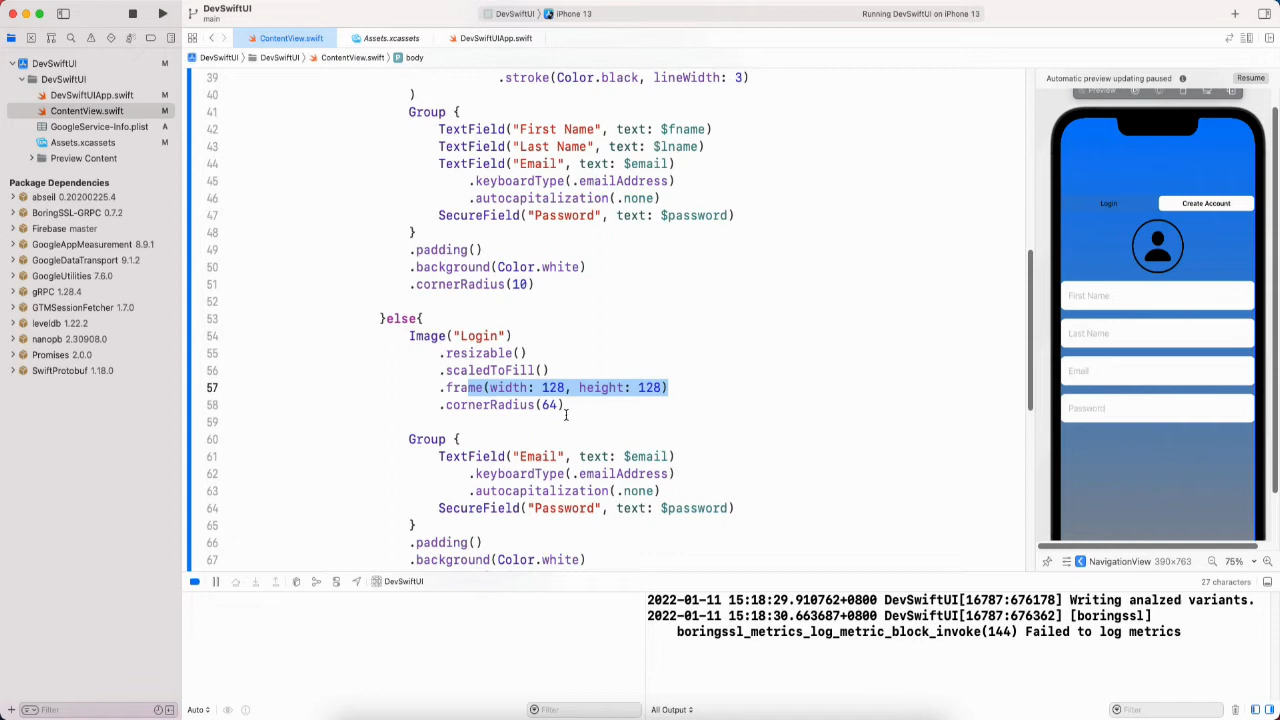 DevSwiftUI
main
DevSwiftUI
iPhone 13
Running DevSwiftUI on iPhone 13
ContentView.swift
Assets.xcassets
DevSwiftUIApp.swift
DevSwiftUI
DevSwiftUI
ContentView.swift
P body
DevSwiftUI M
DevSwiftUI
DevSwiftUIApp.swift M
ContentView.swift M
GoogleService-Info.plist A
Assets.xcassets M
Preview Content
Package Dependencies
abseil 0.20200225.4
BoringSSL-GRPC 0.7.2
Firebase master
GoogleAppMeasurement 8.9.1
GoogleDataTransport 9.1.2
GoogleUtilities 7.6.0
gRPC 1.28.4
GTMSessionFetcher 1.7.0
leveldb 1.22.2
nanopb 2.30908.0
Promises 2.0.0
SwiftProtobuf 1.18.0
Filter
39 .stroke(Color.black, lineWidth: 3)
40 )
41 Group {
42 TextField("First Name", text: $fname)
43 TextField("Last Name", text: $lname)
44 TextField("Email", text: $email)
45 .keyboardType(.emailAddress)
46 .autocapitalization(.none)
47 SecureField("Password", text: $password)
48 }
49 .padding()
50 .background(Color.white)
51 .cornerRadius(10)
52
53 }else{
54 Image("Login")
55 .resizable()
56 .scaledToFill()
57 .frame(width: 128, height: 128)
58 .cornerRadius(64)
59
60 Group {
61 TextField("Email", text: $email)
62 .keyboardType(.emailAddress)
63 .autocapitalization(.none)
64 SecureField("Password", text: $password)
65 }
66 .padding()
67 .background(Color.white)
Automatic preview updating paused
Resume
Preview
Login
Create Account
First Name
Last Name
Email
Password
NavigationView 390x763
75%
DevSwiftUI
27 characters
2022-01-11 15:18:29.910762+0800 DevSwiftUI[16787:676178] Writing analzed variants.
2022-01-11 15:18:30.663687+0800 DevSwiftUI[16787:676362] [boringssl]
boringssl_metrics_log_metric_block_invoke(144) Failed to log metrics
Auto
Filter
All Output
Filter